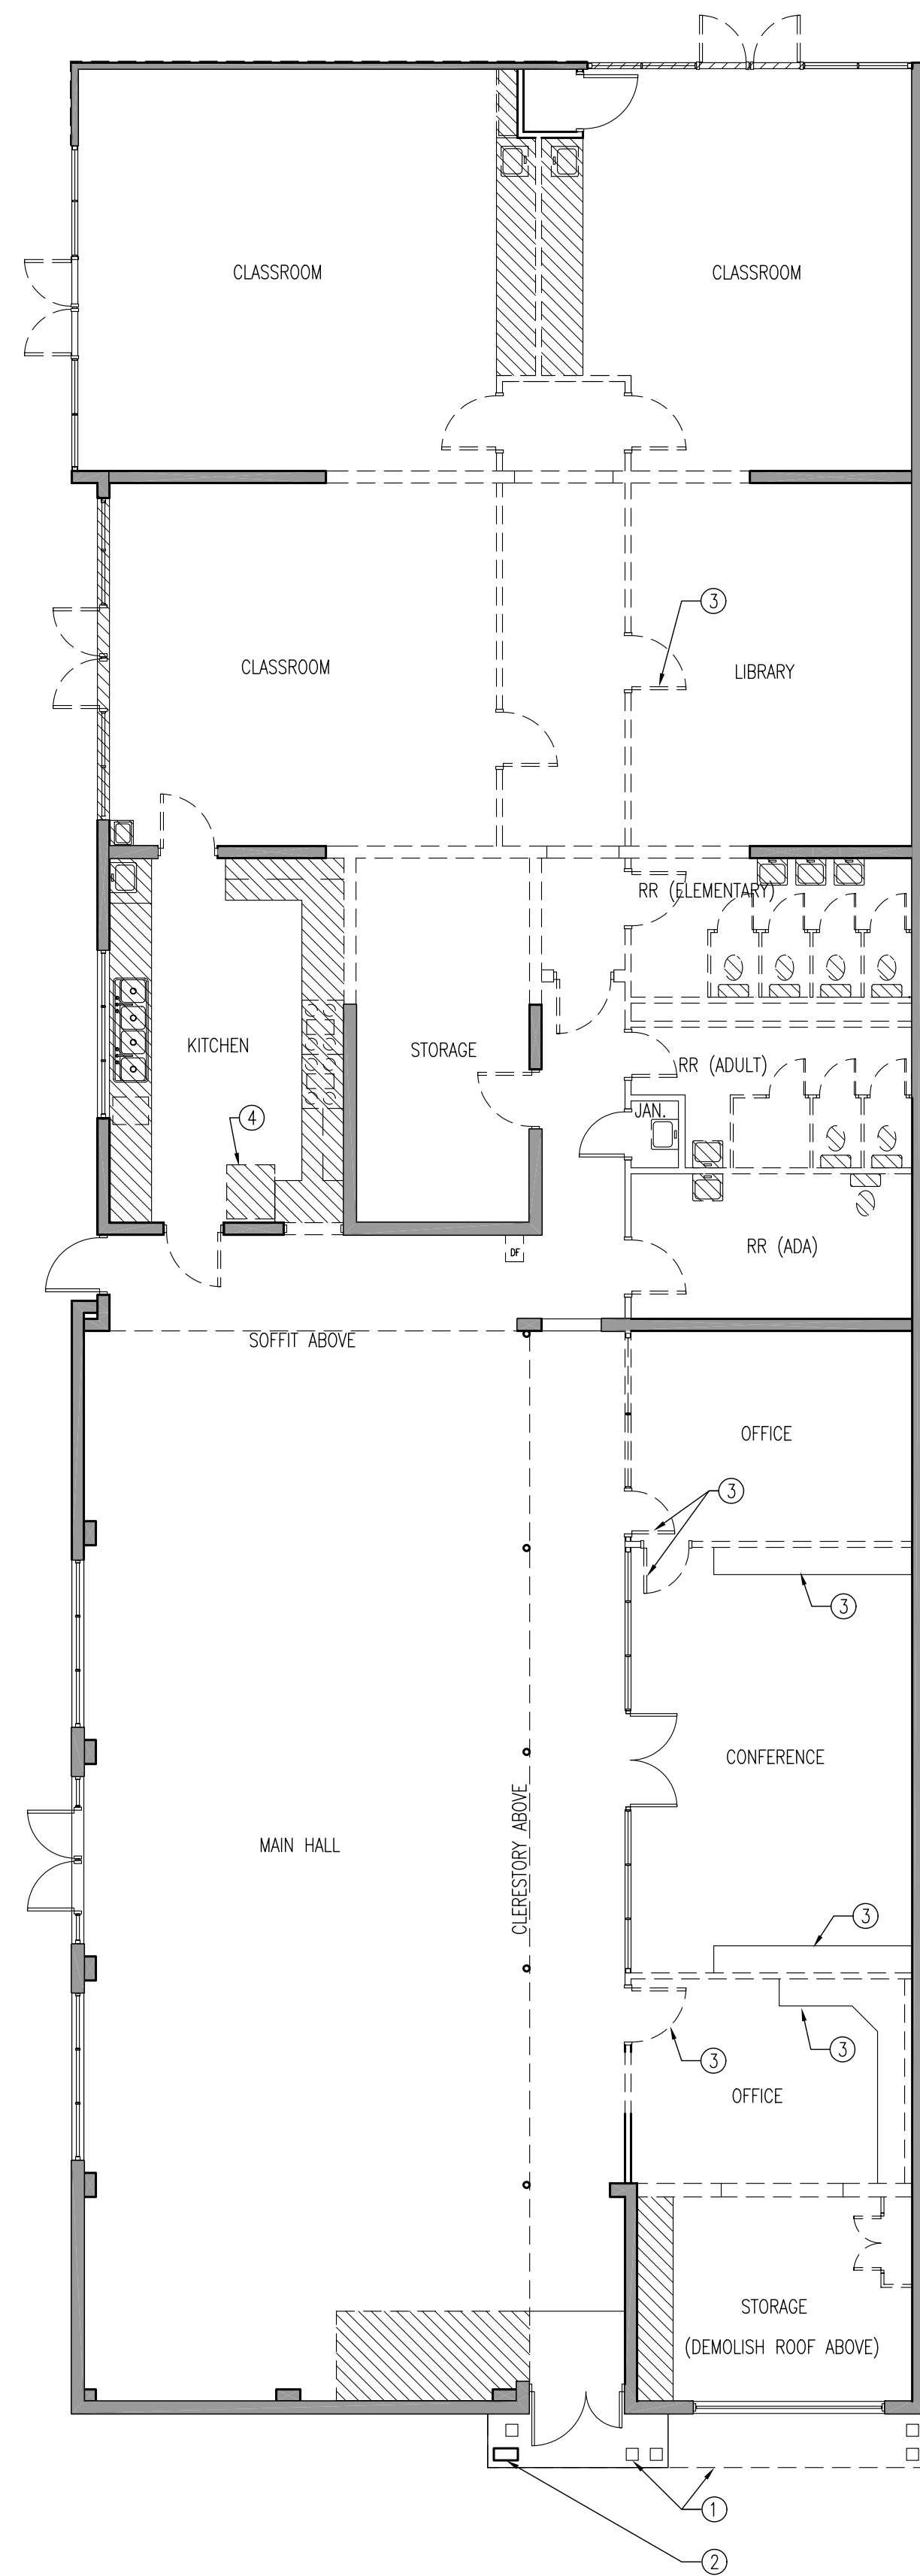 CLASSROOM
CLASSROOM
3
CLASSROOM
LIBRARY
RR (ELEMENTARY)
KITCHEN
STORAGE
RR (ADULT)
JAN.
4
RR (ADA)
DF
SOFFIT ABOVE
OFFICE
3
3
CONFERENCE
CLERESTORY ABOVE
MAIN HALL
3
3
3
OFFICE
STORAGE
(DEMOLISH ROOF ABOVE)
1
2